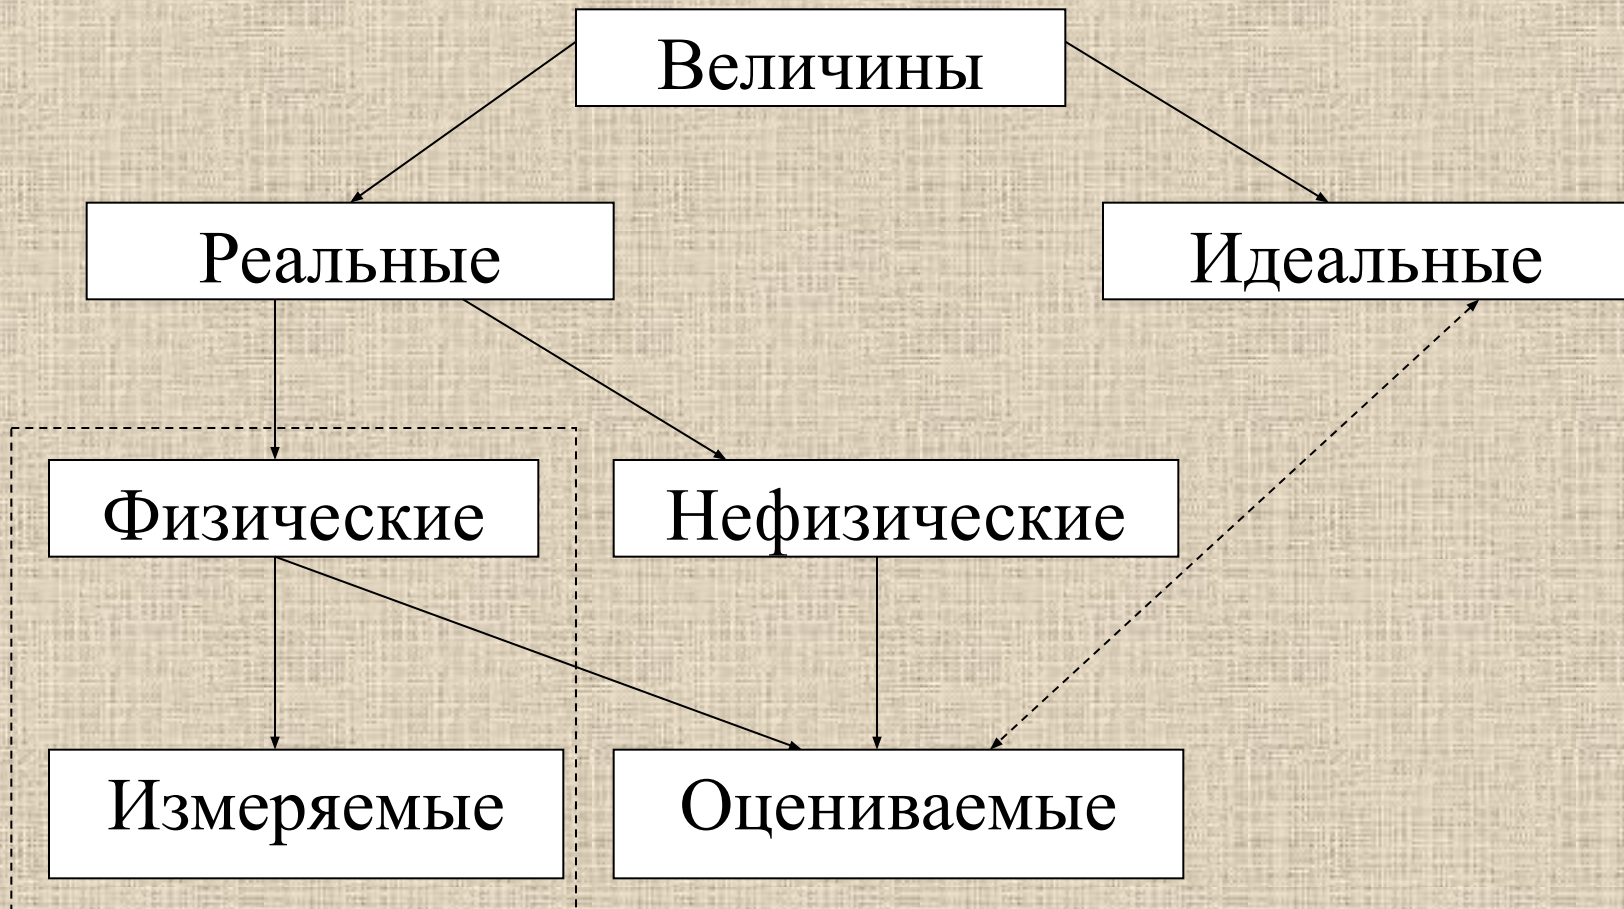 Величины
Реальные
Идеальные
Физические
Нефизические
Измеряемые
Оцениваемые